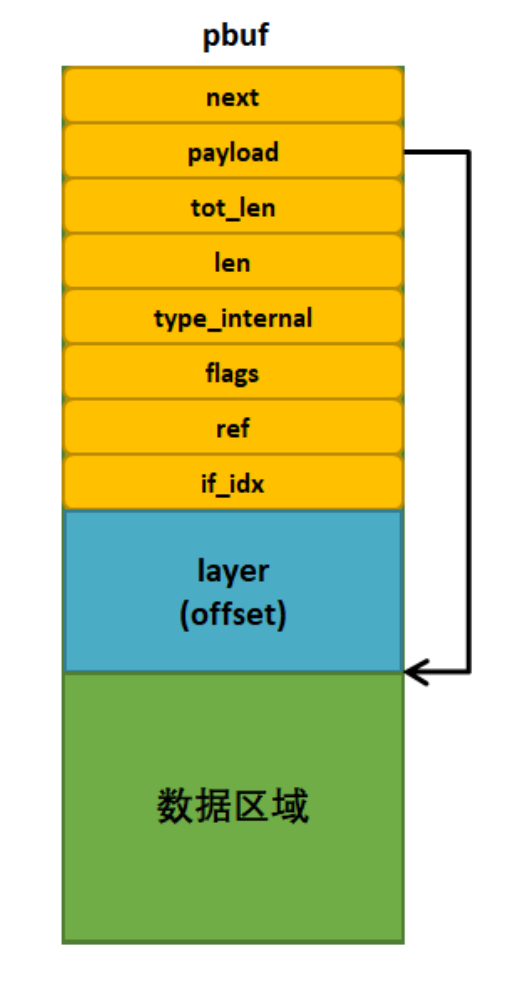 pbuf
next
payload
tot_len
len
type_internal
flags
ref
if_idx
layer
(offset)
数据区域